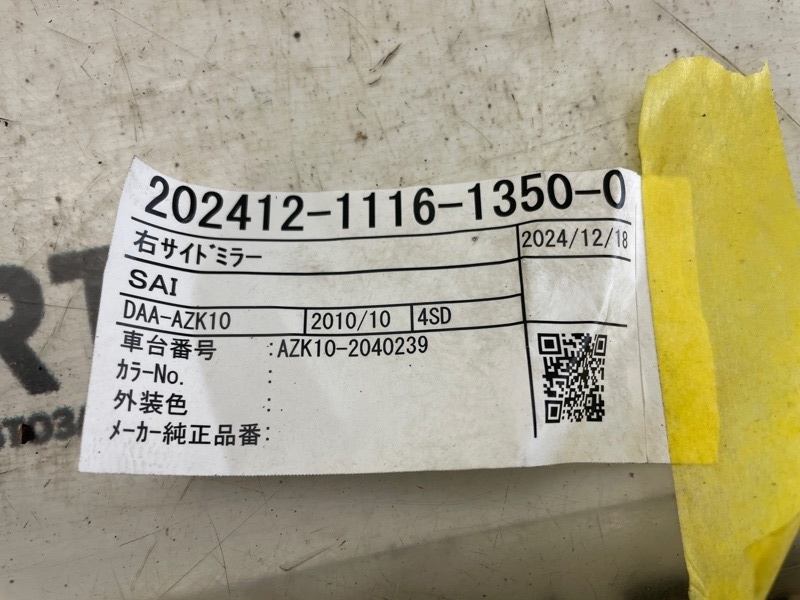 202412-1116-1350-0
右サイドミラー 2024/12/18
SAI
DAA-AZK10 2010/10 4SD
車台番号 :AZK10-2040239
カラーNo. :
外装色 :
メーカー純正品番: